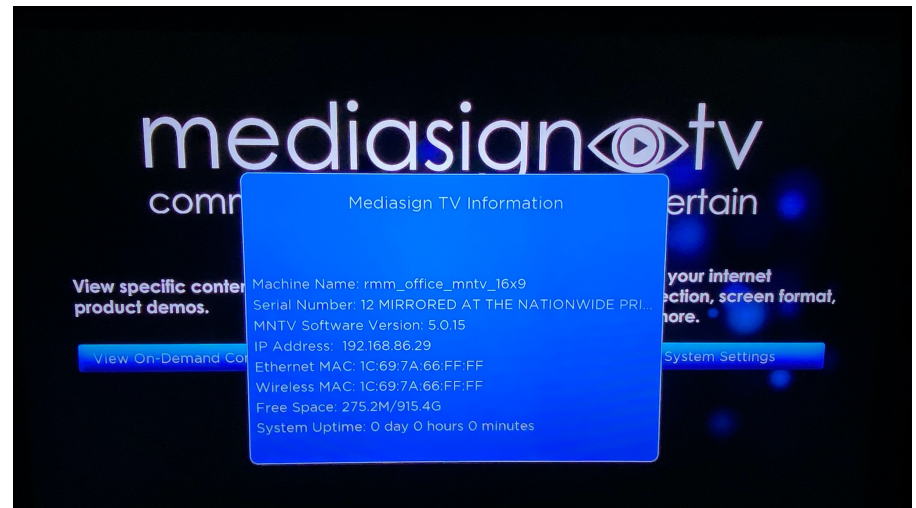 mediasign tv
comm ertain
Mediasign TV Information
View specific conter
product demos.
your internet
ection, screen format,
nore.
Machine Name: rmm_office_mntv_16x9
Serial Number: 12 MIRRORED AT THE NATIONWIDE PRI...
MNTV Software Version: 5.0.15
IP Address: 192.168.86.29
Ethernet MAC: 1C:69:7A:66:FF:FF
Wireless MAC: 1C:69:7A:66:FF:FF
Free Space: 275.2M/915.4G
System Uptime: 0 day 0 hours 0 minutes
View On-Demand Cor
System Settings